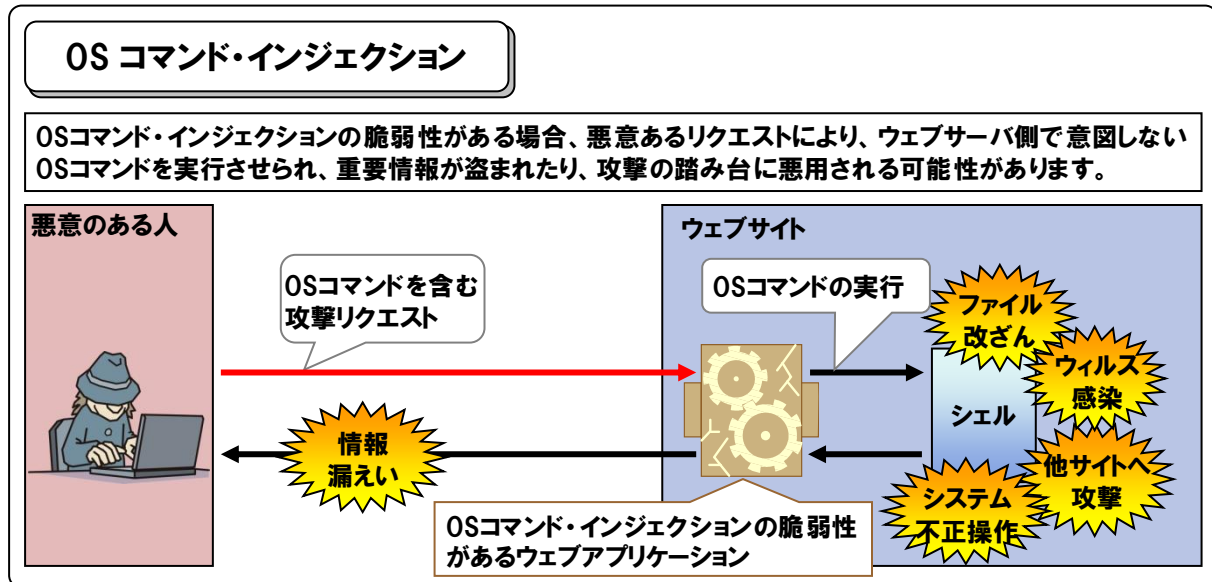 OS コマンド・インジェクション
OSコマンド・インジェクションの脆弱性がある場合、悪意あるリクエストにより、ウェブサーバ側で意図しない
OSコマンドを実行させられ、重要情報が盗まれたり、攻撃の踏み台に悪用される可能性があります。
悪意のある人
ウェブサイト
OSコマンドを含む
攻撃リクエスト
OSコマンドの実行
ファイル
改ざん
ウィルス
感染
シェル
情報
漏えい
他サイトへ
攻撃
システム
不正操作
OSコマンド・インジェクションの脆弱性
があるウェブアプリケーション